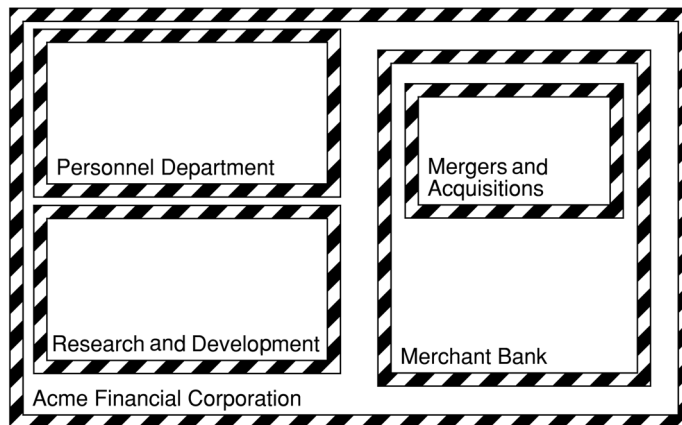 Personnel Department
Mergers and
Acquisitions
Research and Development
Merchant Bank
Acme Financial Corporation